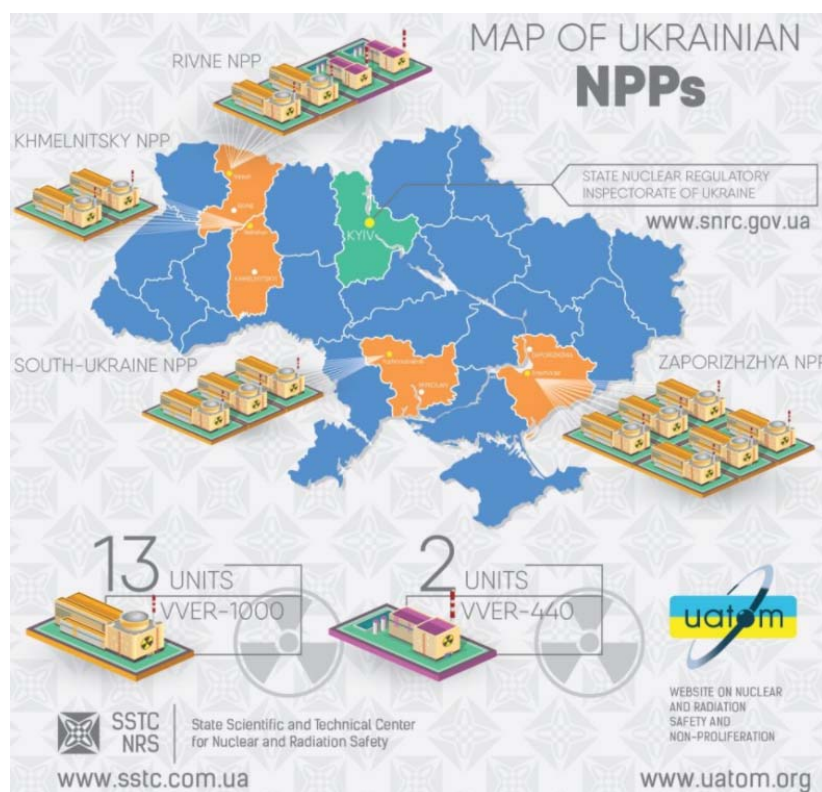 MAP OF UKRAINIAN
NPPs
RIVNE NPP
KHMELNITSKY NPP
STATE NUCLEAR REGULATORY
INSPECTORATE OF UKRAINE
www.snrc.gov.ua
KYIV
SOUTH-UKRAINE NPP
ZAPORIZHZHYA NPP
13
UNITS
VVER-1000
2
UNITS
VVER-440
uatom
WEBSITE ON NUCLEAR
AND RADIATION
SAFETY AND
NON-PROLIFERATION
SSTC
NRS
State Scientific and Technical Center
for Nuclear and Radiation Safety
www.sstc.com.ua
www.uatom.org